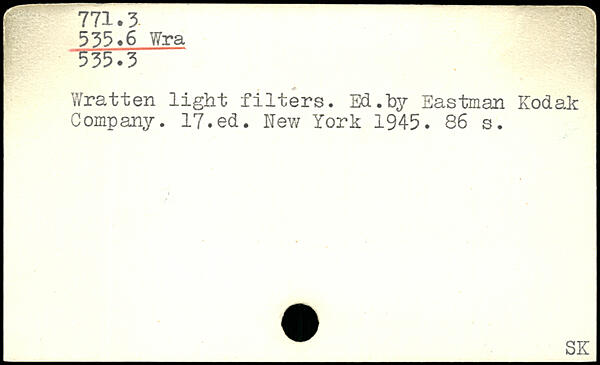 771.3
535.6 Wra
535.3
Wratten light filters. Ed.by Eastman Kodak
Company. 17.ed. New York 1945. 86 s.
SK